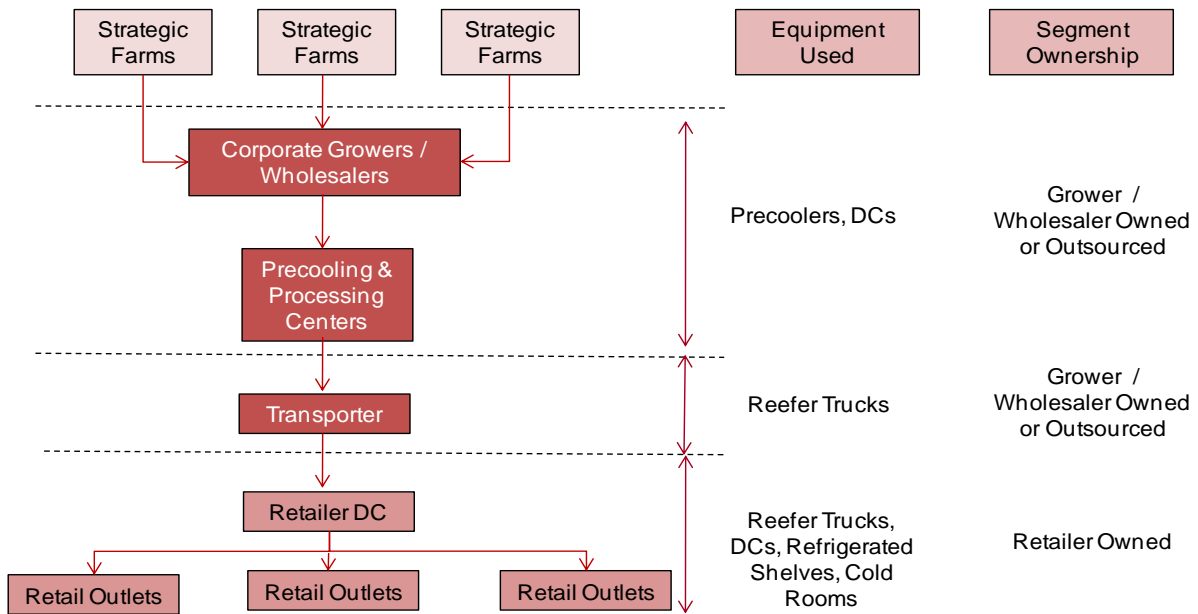 Strategic
Farms
Strategic
Farms
Strategic
Farms
Equipment
Used
Segment
Ownership
Corporate Growers /
Wholesalers
Precooling &
Processing
Centers
Precoolers, DCs
Grower /
Wholesaler Owned
or Outsourced
Transporter
Reefer Trucks
Grower /
Wholesaler Owned
or Outsourced
Retailer DC
Retail Outlets
Retail Outlets
Retail Outlets
Reefer Trucks,
DCs, Refrigerated
Shelves, Cold
Rooms
Retailer Owned